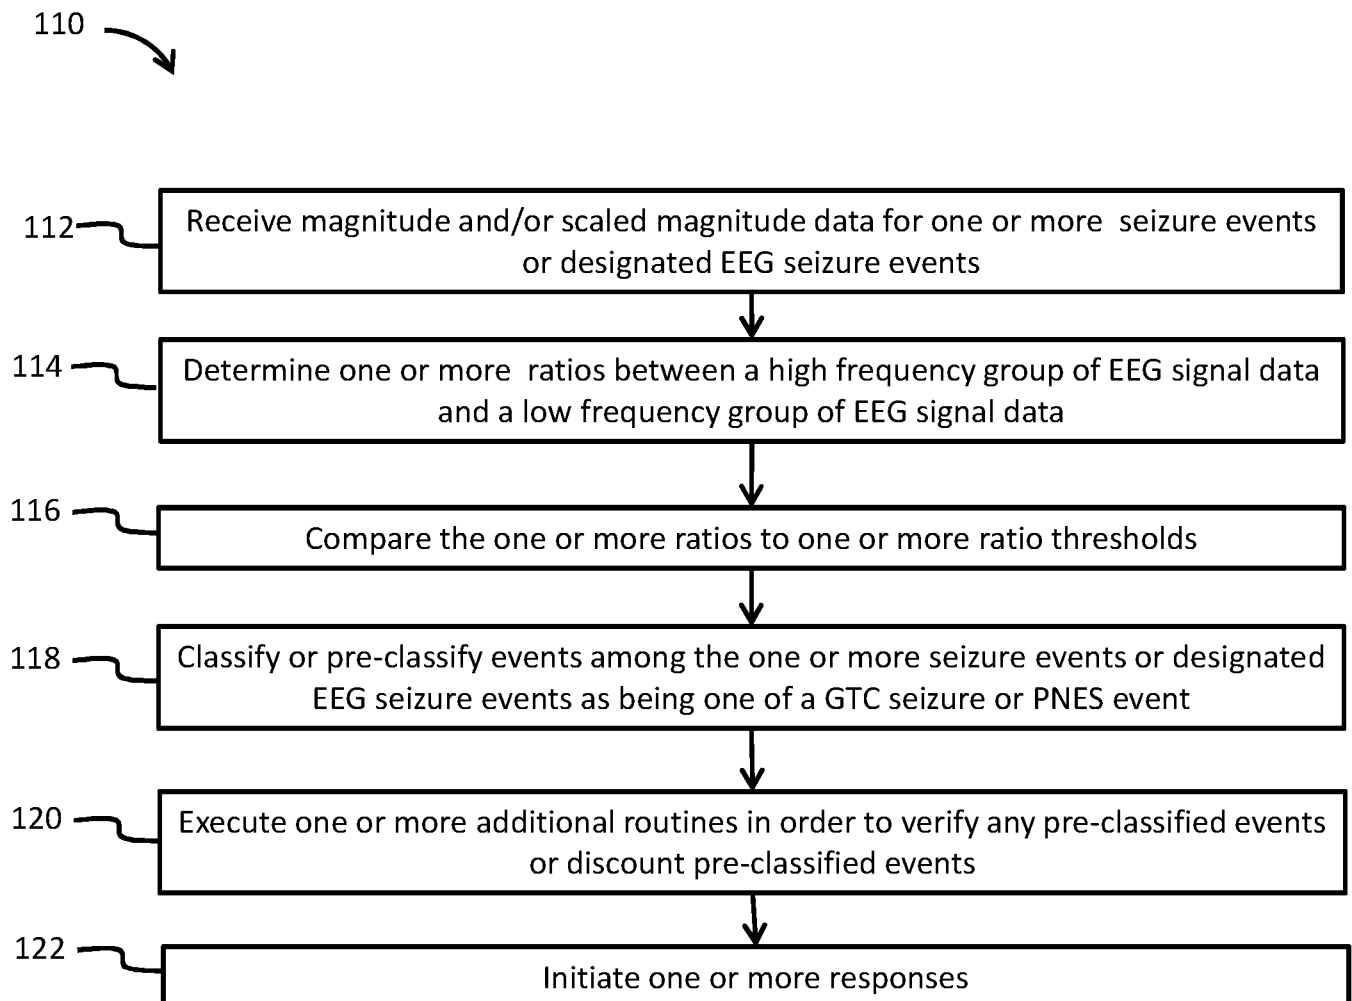 110
112
Receive magnitude and/or scaled magnitude data for one or more seizure events
or designated EEG seizure events
114
Determine one or more ratios between a high frequency group of EEG signal data
and a low frequency group of EEG signal data
116
Compare the one or more ratios to one or more ratio thresholds
118
Classify or pre-classify events among the one or more seizure events or designated
EEG seizure events as being one of a GTC seizure or PNES event
120
Execute one or more additional routines in order to verify any pre-classified events
or discount pre-classified events
122
Initiate one or more responses